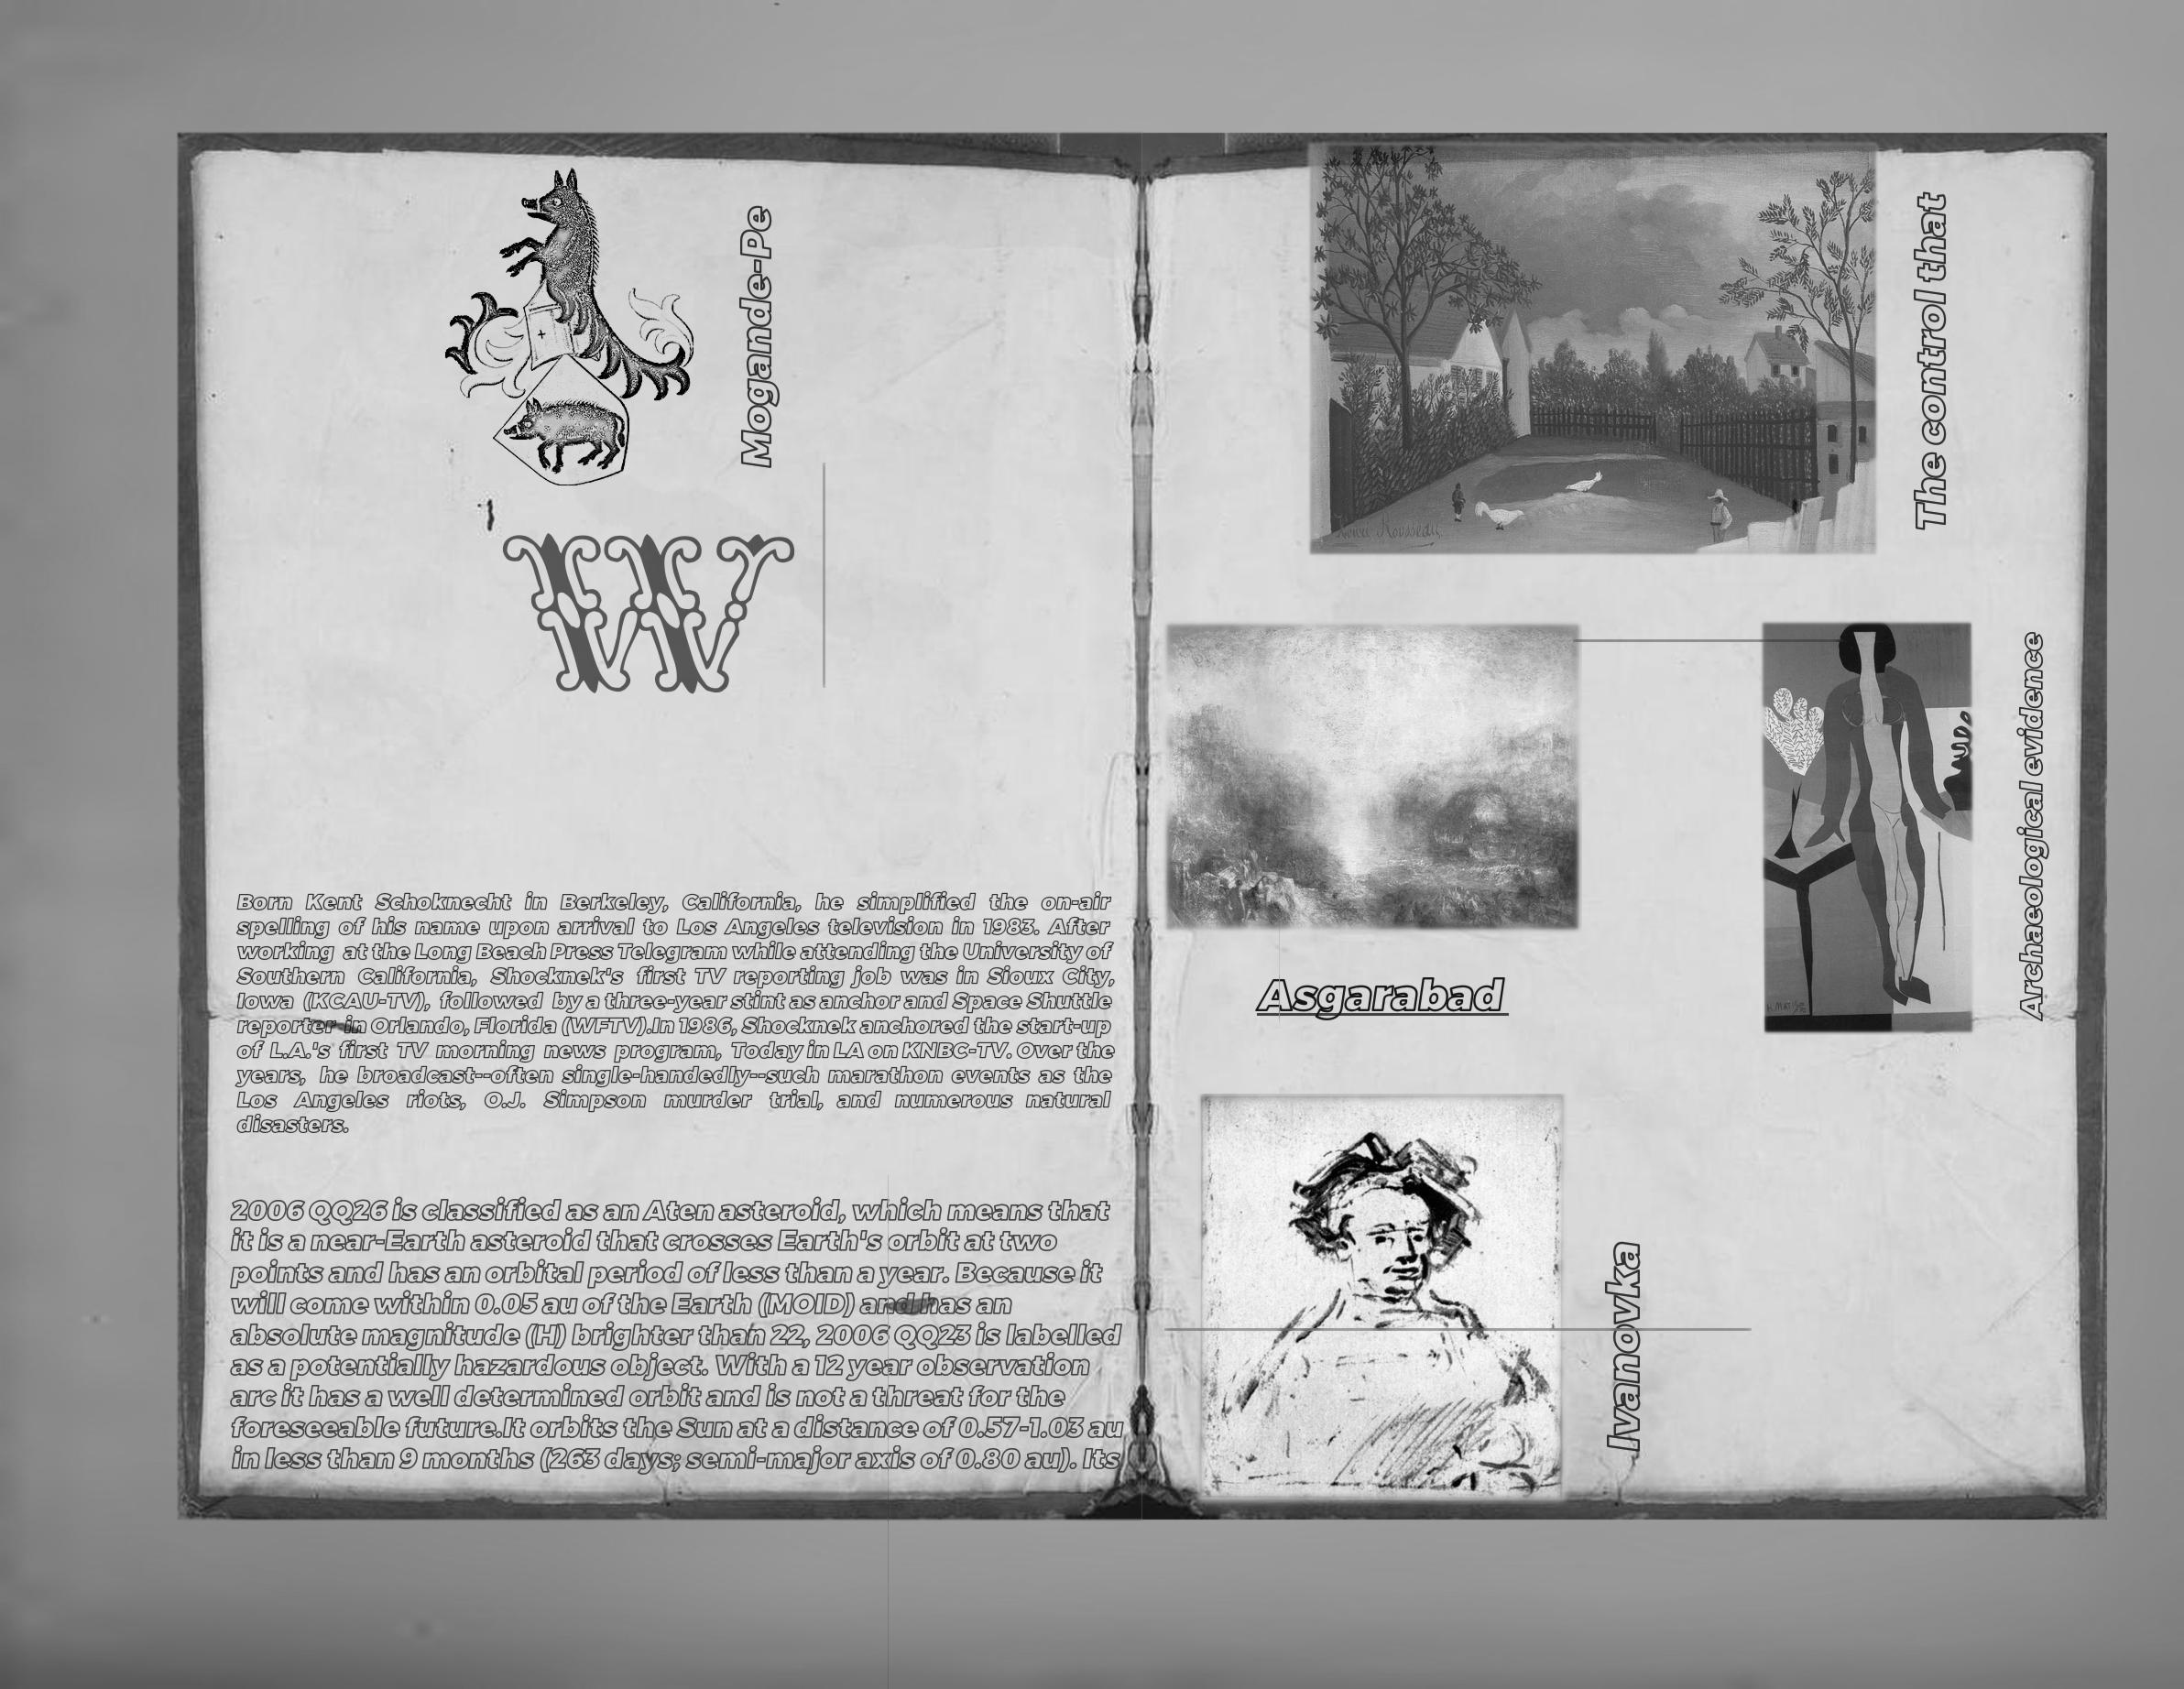 Mogande-Pe
W
Born Kent Schoknecht in Berkeley, California, he simplified the on-air
spelling of his name upon arrival to Los Angeles television in 1983. After
working at the Long Beach Press Telegram while attending the University of
Southern California, Shocknek's first TV reporting job was in Sioux City,
Iowa (KCAU-TV), followed by a three-year stint as anchor and Space Shuttle
reporter in Orlando, Florida (WFTV).In 1986, Shocknek anchored the start-up
of L.A.'s first TV morning news program, Today in LA on KNBC-TV. Over the
years, he broadcast--often single-handedly--such marathon events as the
Los Angeles riots, O.J. Simpson murder trial, and numerous natural
disasters.
2006 QQ26 is classified as an Aten asteroid, which means that
it is a near-Earth asteroid that crosses Earth's orbit at two
points and has an orbital period of less than a year. Because it
will come within 0.05 au of the Earth (MOID) and has an
absolute magnitude (H) brighter than 22, 2006 QQ23 is labelled
as a potentially hazardous object. With a 12 year observation
arc it has a well determined orbit and is not a threat for the
foreseeable future.It orbits the Sun at a distance of 0.57-1.03 au
in less than 9 months (263 days; semi-major axis of 0.80 au). Its
The control that
Archaeological evidence
Asgarabad
Ivanovka